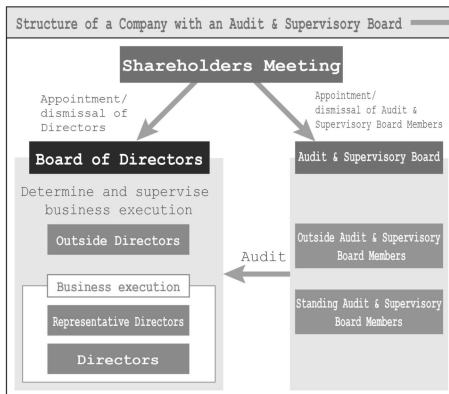 Structure of a Company with an Audit & Supervisory Board
Shareholders Meeting
Appointment/
dismissal of
Directors
Appointment/
dismissal of Audit &
Supervisory Board Members
Board of Directors
Determine and supervise
business execution
Outside Directors
Business execution
Representative Directors
Directors
Audit
Audit & Supervisory Board
Outside Audit & Supervisory
Board Members
Standing Audit & Supervisory
Board Members